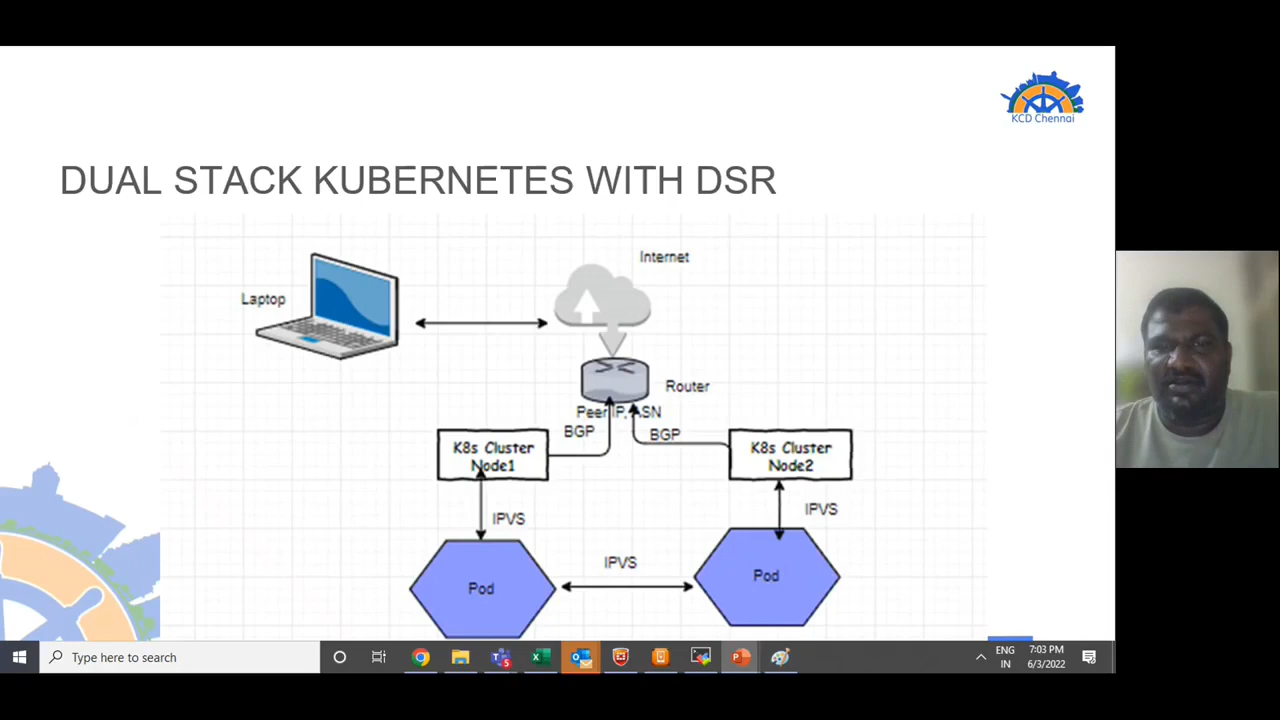 KCD Chennai
DUAL STACK KUBERNETES WITH DSR
Internet
Laptop
Router
Peer IP, ASN
BGP
BGP
K8s Cluster
Node1
K8s Cluster
Node2
IPVS
IPVS
IPVS
Pod
Pod
Type here to search
ENG
IN
7:03 PM
6/3/2022